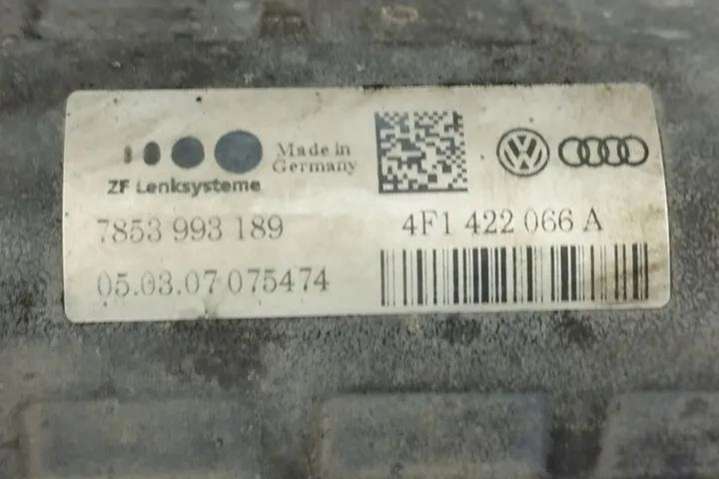 Made in
Germany
ZF Lenksysteme
7853 993 189
4F1 422 066 A
05.03.07 075474